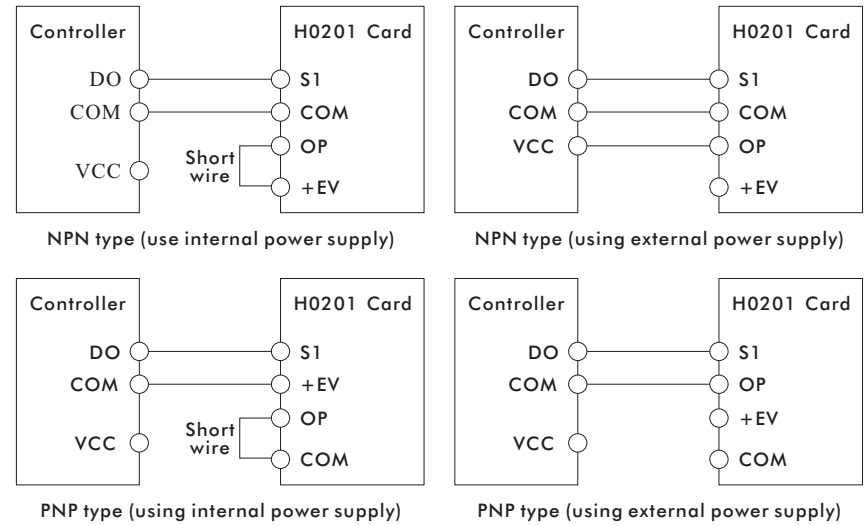 Controller H0201 Card
DO S1
COM COM
OP
Short
wire
VCC
+EV
NPN type (use internal power supply)
Controller H0201 Card
DO S1
COM COM
VCC OP
+EV
NPN type (using external power supply)
Controller H0201 Card
DO S1
COM +EV
OP
Short
wire
VCC
COM
PNP type (using internal power supply)
Controller H0201 Card
DO S1
COM OP
+EV
VCC
COM
PNP type (using external power supply)